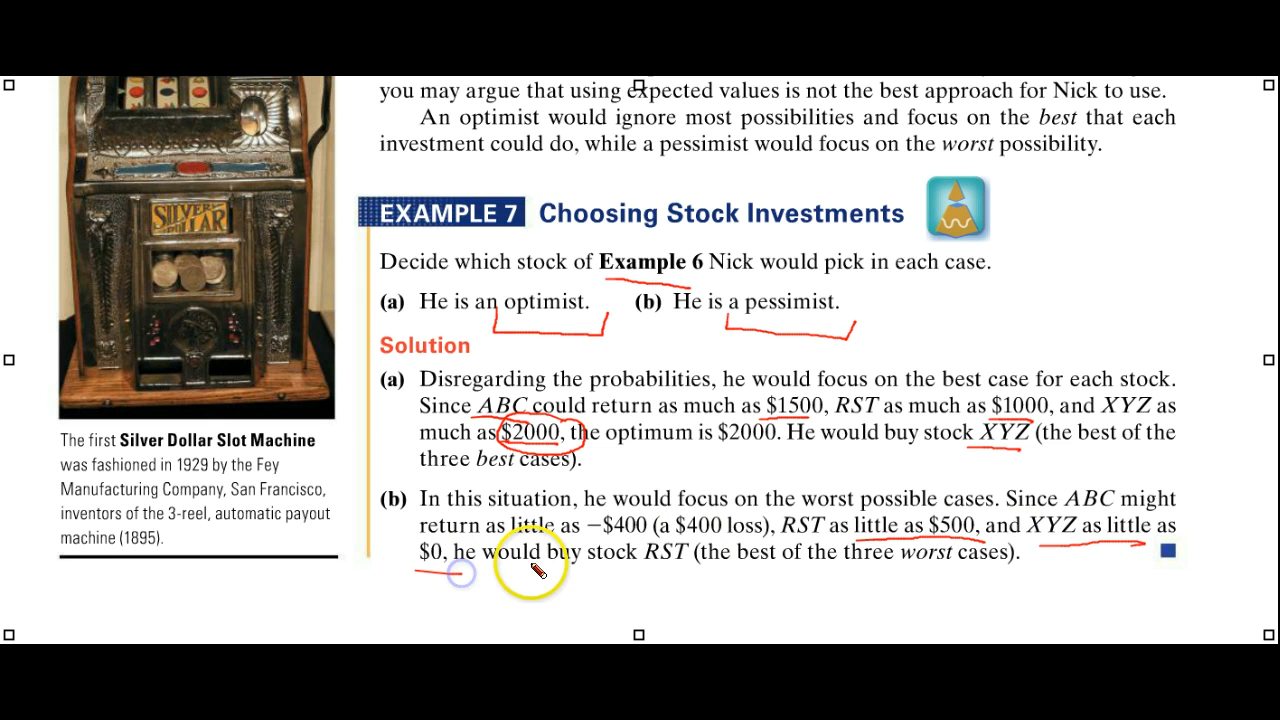 you may argue that using expected values is not the best approach for Nick to use.
An optimist would ignore most possibilities and focus on the best that each
investment could do, while a pessimist would focus on the worst possibility.
EXAMPLE 7 Choosing Stock Investments
Decide which stock of Example 6 Nick would pick in each case.
(a) He is an optimist. (b) He is a pessimist.
Solution
(a) Disregarding the probabilities, he would focus on the best case for each stock.
Since ABC could return as much as $1500, RST as much as $1000, and XYZ as
much as $2000, the optimum is $2000. He would buy stock XYZ (the best of the
three best cases).
(b) In this situation, he would focus on the worst possible cases. Since ABC might
return as little as −$400 (a $400 loss), RST as little as $500, and XYZ as little as
$0, he would buy stock RST (the best of the three worst cases).
SILVER
DOLLAR
The first Silver Dollar Slot Machine
was fashioned in 1929 by the Fey
Manufacturing Company, San Francisco,
inventors of the 3-reel, automatic payout
machine (1895).